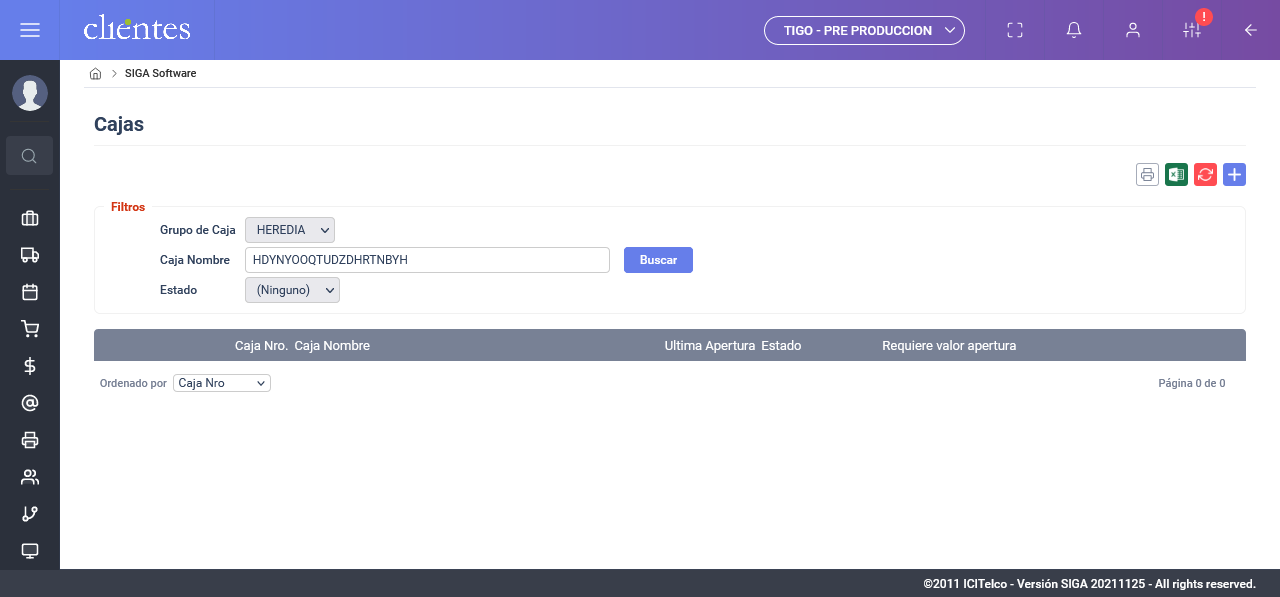 clientes
TIGO - PRE PRODUCCION
!
SIGA Software
Cajas
Filtros
Grupo de Caja HEREDIA
Caja Nombre HDYNYOOQTUDZDHRTNBYH Buscar
Estado (Ninguno)
Caja Nro. Caja Nombre Ultima Apertura Estado Requiere valor apertura
Ordenado por Caja Nro Página 0 de 0
©2011 ICITelco - Versión SIGA 20211125 - All rights reserved.